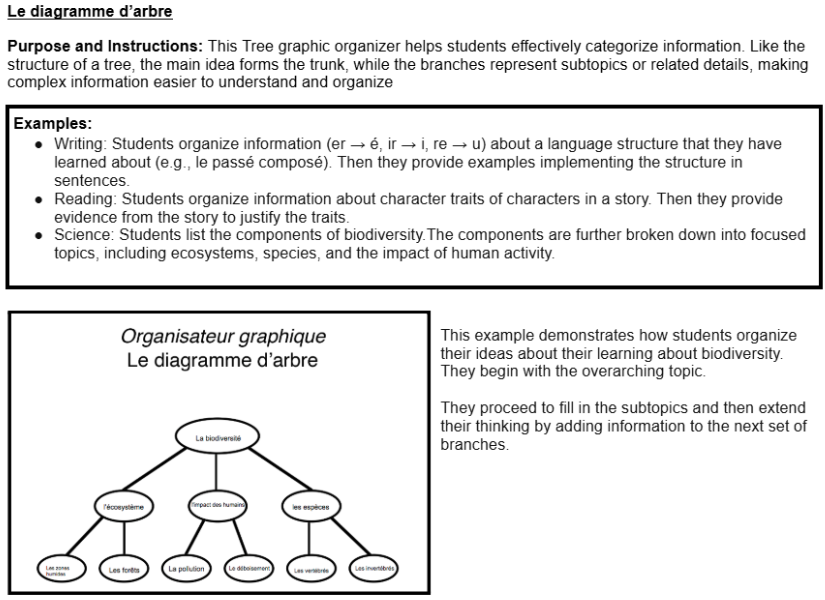 Le diagramme d’arbre
Purpose and Instructions: This Tree graphic organizer helps students effectively categorize information. Like the
structure of a tree, the main idea forms the trunk, while the branches represent subtopics or related details, making
complex information easier to understand and organize
Examples:
● Writing: Students organize information (er → é, ir → i, re → u) about a language structure that they have
learned about (e.g., le passé composé). Then they provide examples implementing the structure in
sentences.
● Reading: Students organize information about character traits of characters in a story. Then they provide
evidence from the story to justify the traits.
● Science: Students list the components of biodiversity.The components are further broken down into focused
topics, including ecosystems, species, and the impact of human activity.
Organisateur graphique
Le diagramme d’arbre
La biodiversité
l'écosystème
l'impact des humains
les espèces
Les zones
humides
Les forêts
La pollution
Le déboisement
Les vertébrés
Les invertébrés
This example demonstrates how students organize
their ideas about their learning about biodiversity.
They begin with the overarching topic.
They proceed to fill in the subtopics and then extend
their thinking by adding information to the next set of
branches.